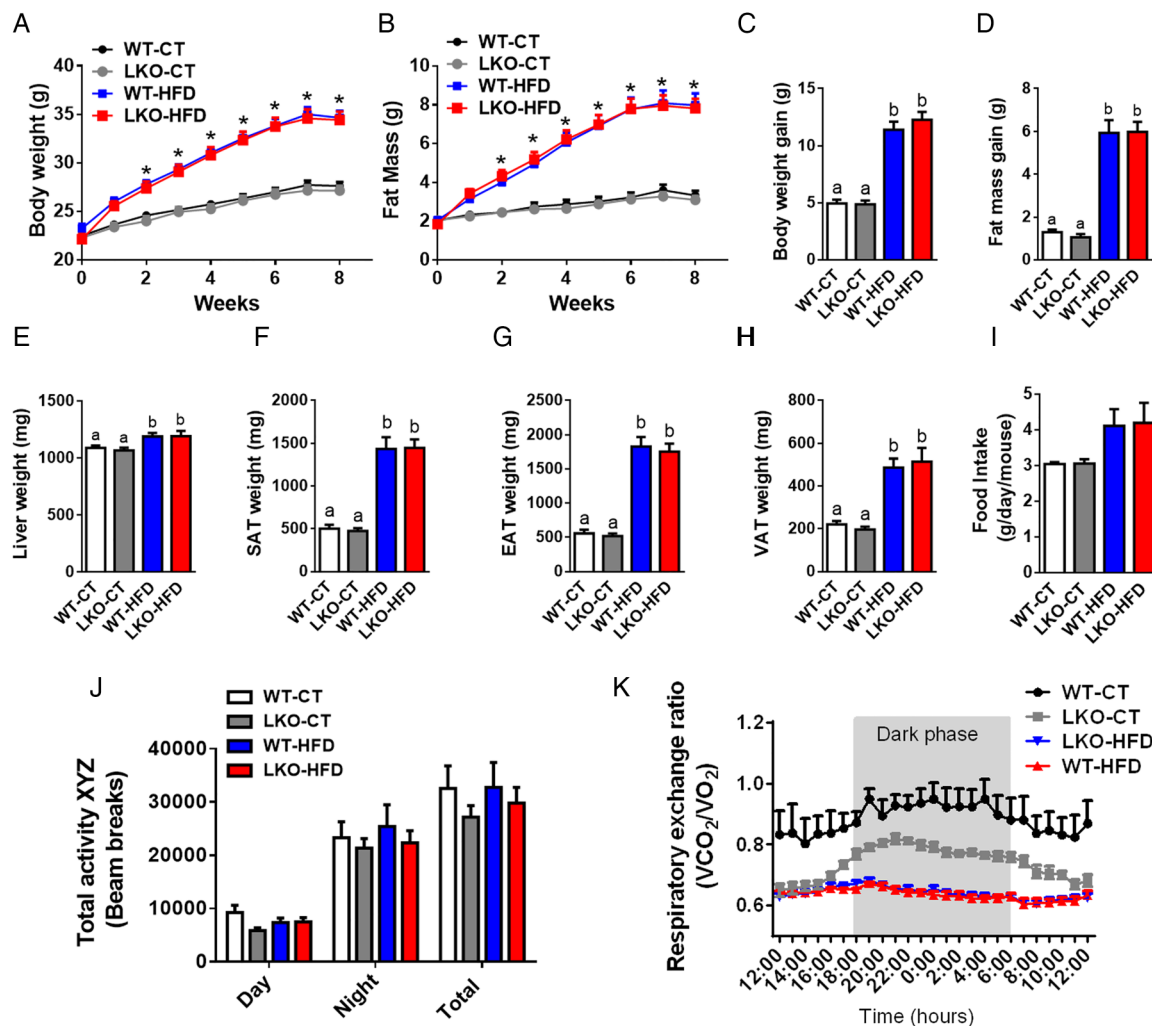 A
WT-CT
LKO-CT
WT-HFD
LKO-HFD
Body weight (g)
40
35
30
25
20
* * * * * * *
0 2 4 6 8
Weeks
B
WT-CT
LKO-CT
WT-HFD
LKO-HFD
Fat Mass (g)
10
8
6
4
2
0
* * * * * * *
0 2 4 6 8
Weeks
C
Body weight gain (g)
15
10
5
0
a a b b
WT-CT LKO-CT WT-HFD LKO-HFD
D
Fat mass gain (g)
8
6
4
2
0
a a b b
WT-CT LKO-CT WT-HFD LKO-HFD
E
Liver weight (mg)
1500
1000
500
0
a a b b
WT-CT LKO-CT WT-HFD LKO-HFD
F
SAT weight (mg)
2000
1500
1000
500
0
a a b b
WT-CT LKO-CT WT-HFD LKO-HFD
G
EAT weight (mg)
2500
2000
1500
1000
500
0
a a b b
WT-CT LKO-CT WT-HFD LKO-HFD
H
VAT weight (mg)
800
600
400
200
0
a a b b
WT-CT LKO-CT WT-HFD LKO-HFD
I
Food Intake
(g/day/mouse)
5
4
3
2
1
0
WT-CT LKO-CT WT-HFD LKO-HFD
J
WT-CT
LKO-CT
WT-HFD
LKO-HFD
Total activity XYZ
(Beam breaks)
40000
30000
20000
10000
0
Day Night Total
K
WT-CT
LKO-CT
LKO-HFD
WT-HFD
Respiratory exchange ratio
(VCO₂/VO₂)
1.2
1.0
0.8
0.6
Dark phase
12:00 14:00 16:00 18:00 20:00 22:00 0:00 2:00 4:00 6:00 8:00 10:00 12:00
Time (hours)